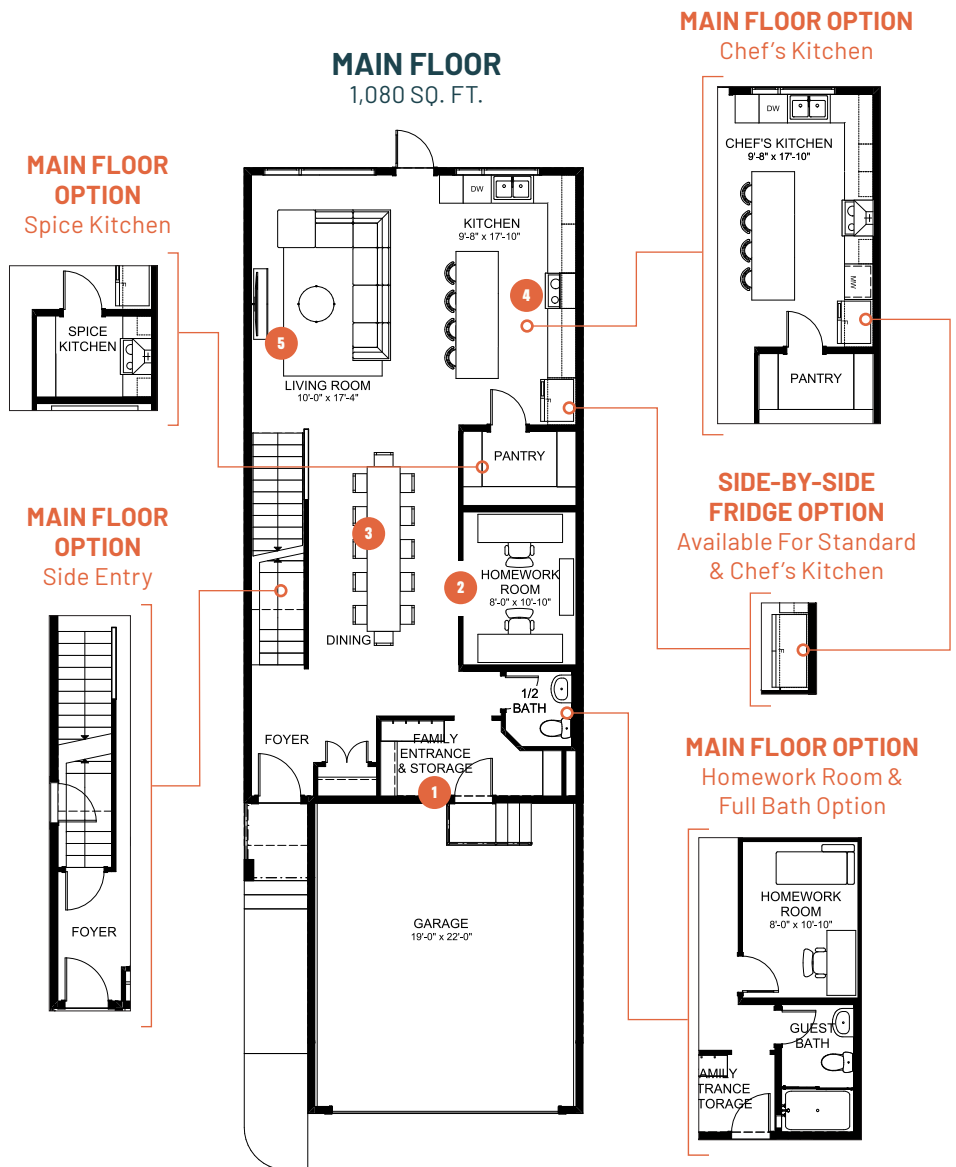 MAIN FLOOR
1,080 SQ. FT.
MAIN FLOOR
OPTION
Spice Kitchen
SPICE
KITCHEN
MAIN FLOOR
OPTION
Side Entry
FOYER
DW
KITCHEN
9'-8" x 17'-10"
4
5
LIVING ROOM
10'-0" x 17'-4"
F
PANTRY
3
2
HOMEWORK
ROOM
8'-0" x 10'-10"
DINING
1/2
BATH
FOYER
FAMILY
ENTRANCE
& STORAGE
1
GARAGE
19'-0" x 22'-0"
MAIN FLOOR OPTION
Chef's Kitchen
DW
CHEF'S KITCHEN
9'-8" x 17'-10"
MW
F
PANTRY
SIDE-BY-SIDE
FRIDGE OPTION
Available For Standard
& Chef's Kitchen
F
MAIN FLOOR OPTION
Homework Room &
Full Bath Option
HOMEWORK
ROOM
8'-0" x 10'-10"
GUEST
BATH
AMILY
TRANCE
TORAGE